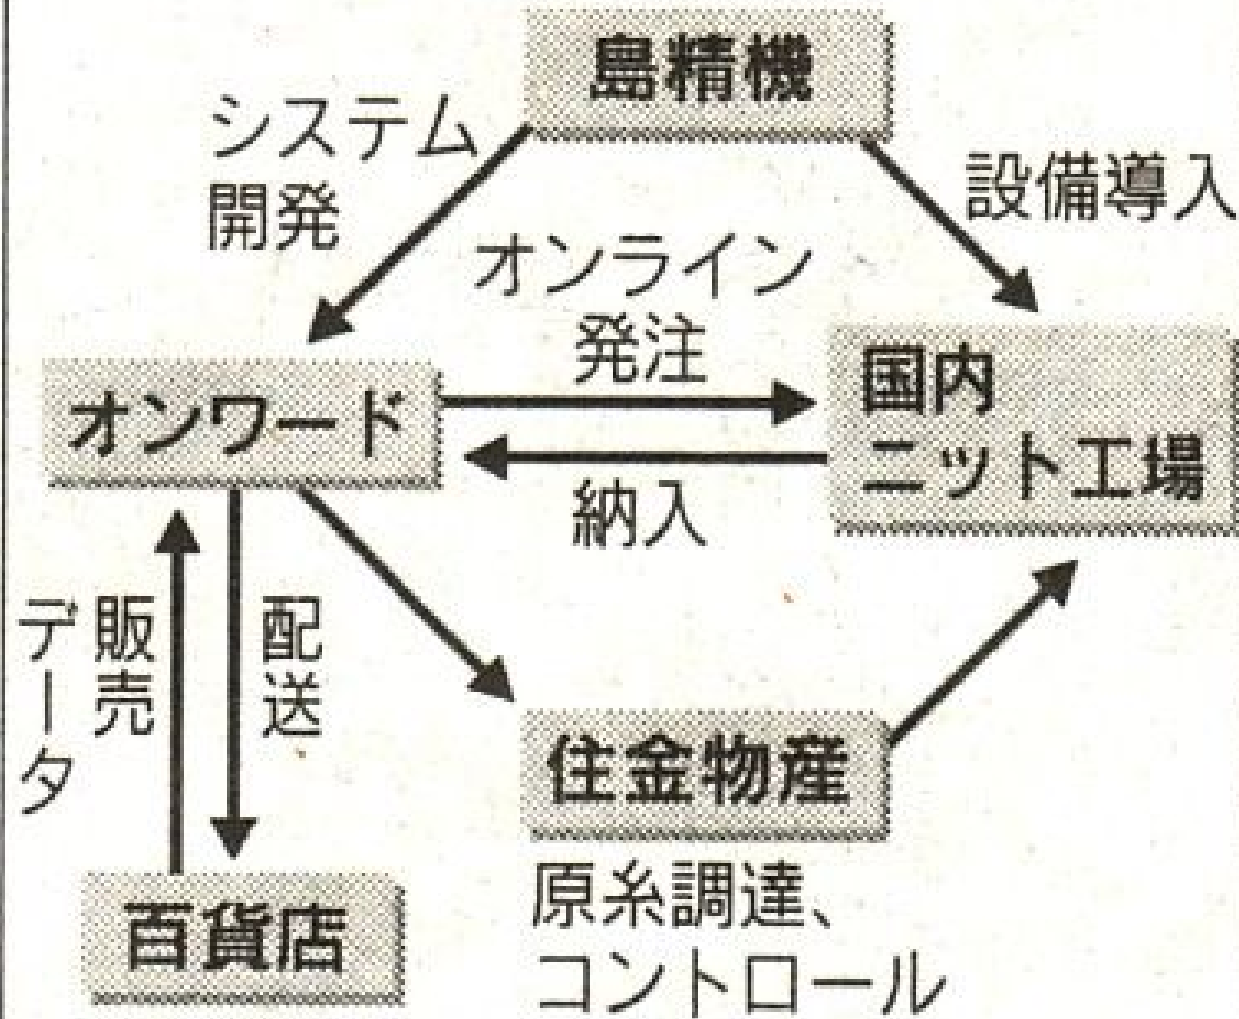 島精機
システム
開発
設備導入
オンライン
発注
オンワード
国内
ニット工場
納入
販売
データ
配送
住金物産
原糸調達、
コントロール
百貨店